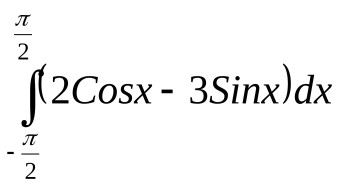 π/2
∫(2Cosx - 3Sinx)dx
-π/2